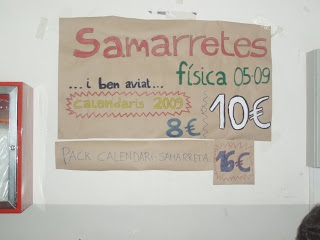 Samarretes
física 05-09
...i ben aviat...
calendaris 2009
10€
8€
PACK CALENDARI SAMARRETA
16€